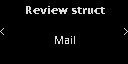 Review struct
< Mail >